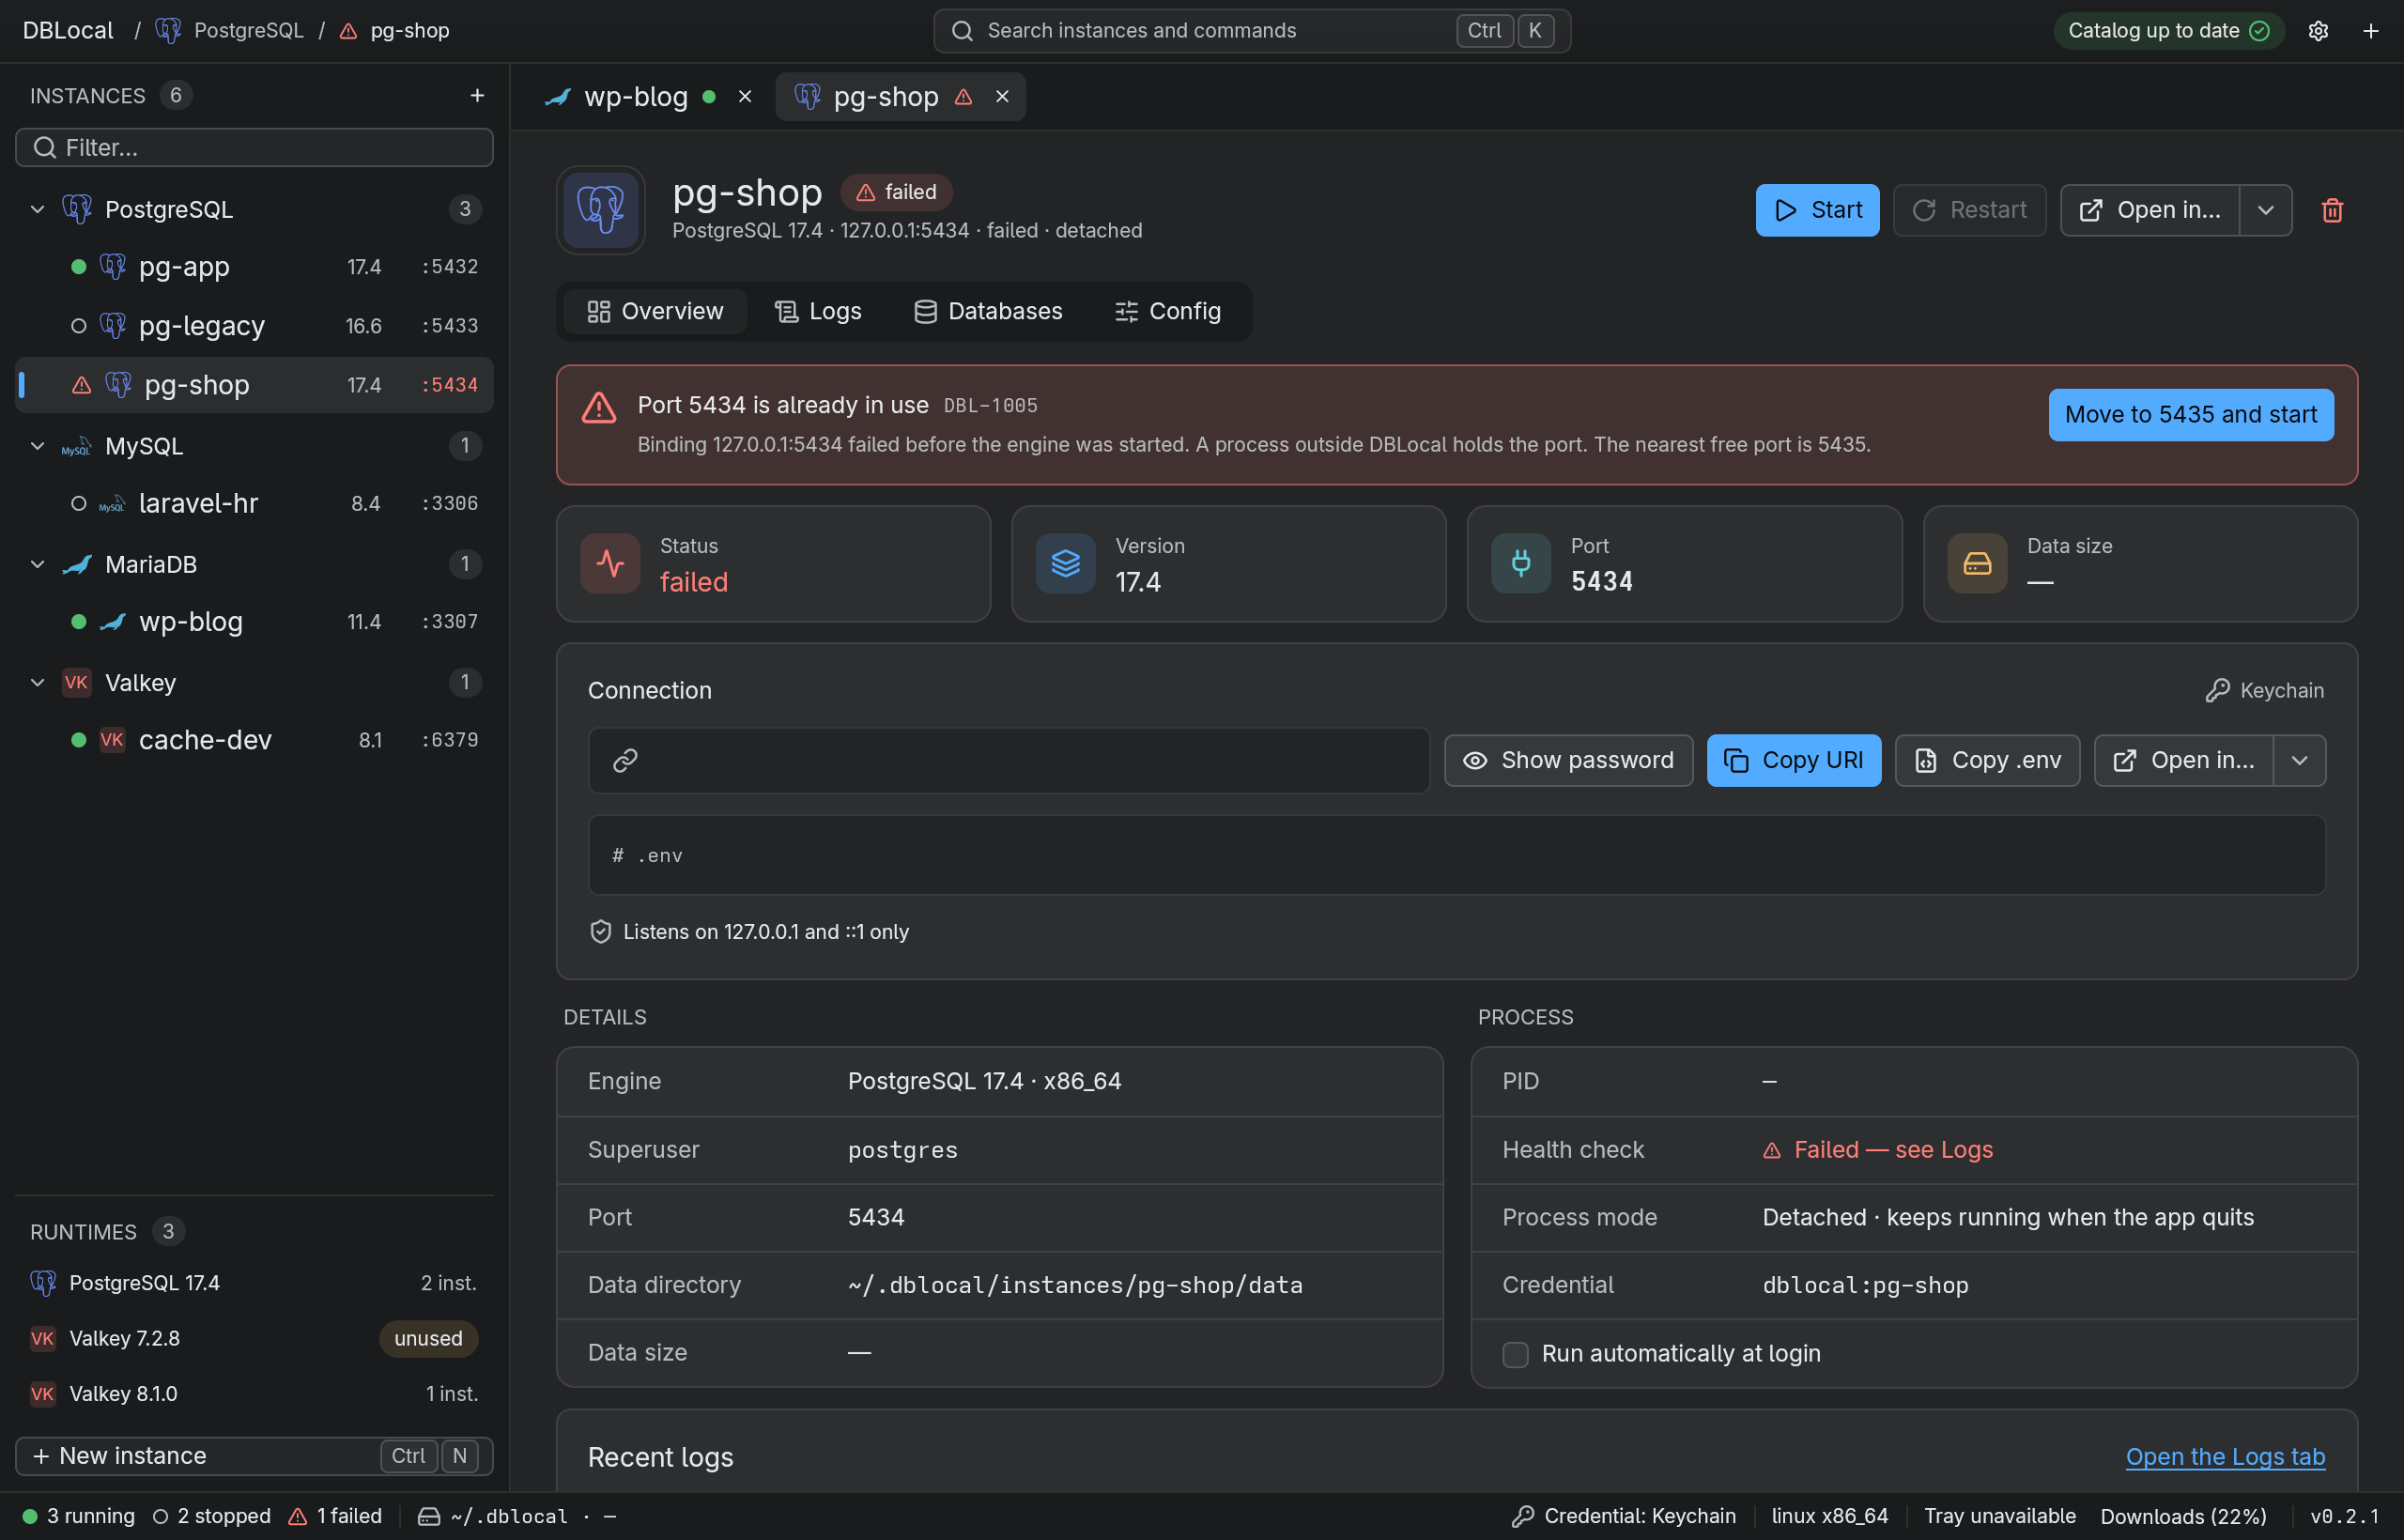 DBLocal / PostgreSQL / pg-shop
Search instances and commands Ctrl K
Catalog up to date
INSTANCES 6
Filter...
PostgreSQL 3
pg-app 17.4 :5432
pg-legacy 16.6 :5433
pg-shop 17.4 :5434
MySQL MySQL 1
MySQL laravel-hr 8.4 :3306
MariaDB 1
wp-blog 11.4 :3307
VK Valkey 1
VK cache-dev 8.1 :6379
RUNTIMES 3
PostgreSQL 17.4 2 inst.
VK Valkey 7.2.8 unused
VK Valkey 8.1.0 1 inst.
New instance Ctrl N
wp-blog
pg-shop
pg-shop failed
PostgreSQL 17.4 · 127.0.0.1:5434 · failed · detached
Start Restart Open in...
Overview Logs Databases Config
Port 5434 is already in use DBL-1005
Binding 127.0.0.1:5434 failed before the engine was started. A process outside DBLocal holds the port. The nearest free port is 5435.
Move to 5435 and start
Status
failed
Version
17.4
Port
5434
Data size
—
Connection Keychain
Show password Copy URI Copy .env Open in...
# .env
Listens on 127.0.0.1 and ::1 only
DETAILS
Engine PostgreSQL 17.4 · x86_64
Superuser postgres
Port 5434
Data directory ~/.dblocal/instances/pg-shop/data
Data size —
PROCESS
PID —
Health check Failed — see Logs
Process mode Detached · keeps running when the app quits
Credential dblocal:pg-shop
Run automatically at login
Recent logs Open the Logs tab
3 running 2 stopped 1 failed ~/.dblocal · —
Credential: Keychain linux x86_64 Tray unavailable Downloads (22%) v0.2.1